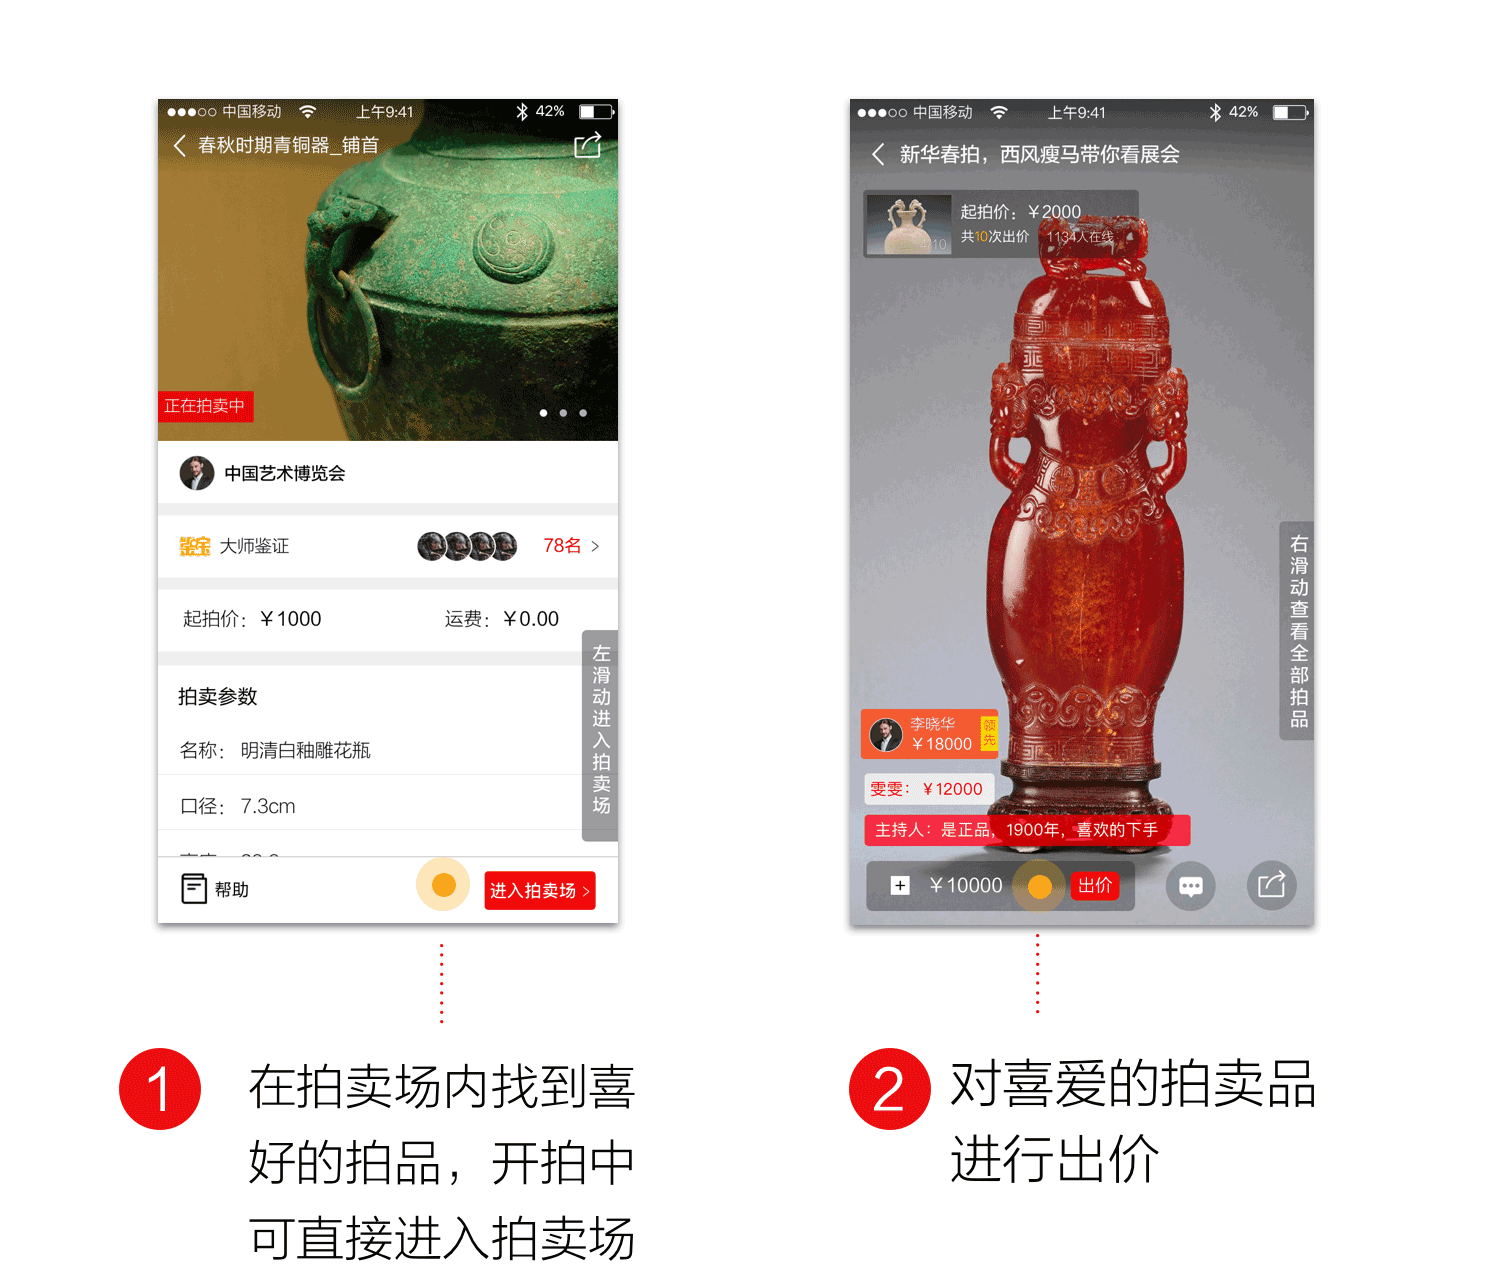 中国移动 上午9:41 42%
春秋时期青铜器_铺首
正在拍卖中
中国艺术博览会
鉴宝 大师鉴证 78名 >
起拍价：￥1000 运费：￥0.00
拍卖参数
名称： 明清白釉雕花瓶
口径： 7.3cm
左滑动进入拍卖场
帮助 进入拍卖场 >
中国移动 上午9:41 42%
新华春拍，西风瘦马带你看展会
起拍价：￥2000
共10次出价 1134人在线
4/10
右滑动查看全部拍品
李晓华
￥18000
领先
雯雯：￥12000
主持人：是正品，1900年，喜欢的下手
+ ￥10000 出价
1 在拍卖场内找到喜
好的拍品，开拍中
可直接进入拍卖场
2 对喜爱的拍卖品
进行出价